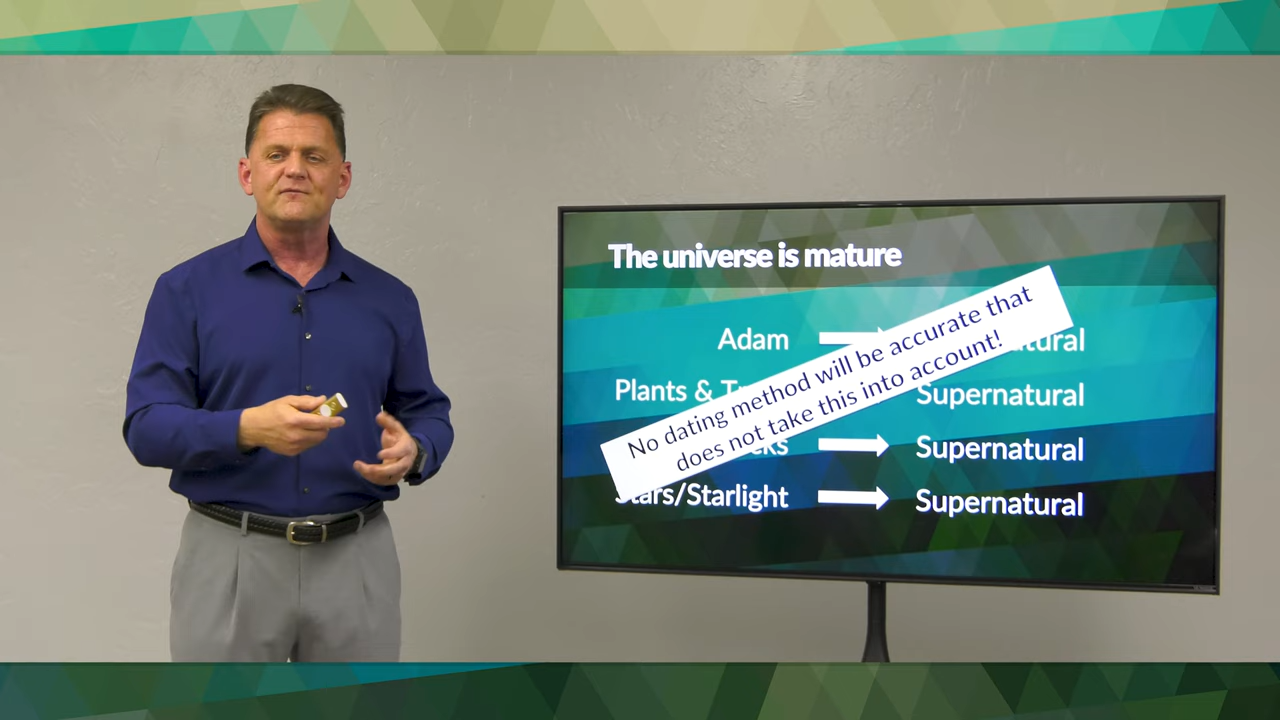 The universe is mature
Adam
No dating method will be accurate that
does not take this into account!
Plants &
Supernatural
Supernatural
Stars/Starlight
Supernatural